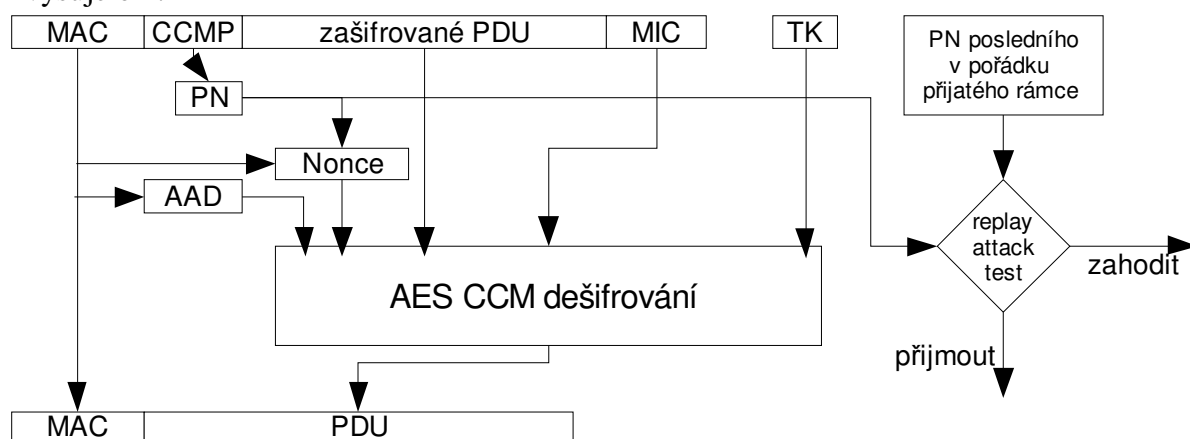 MAC CCMP zašifrované PDU MIC TK
PN posledního
v pořádku
přijatého rámce
PN
Nonce
AAD
replay
attack
test
zahodit
AES CCM dešifrování
přijmout
MAC PDU